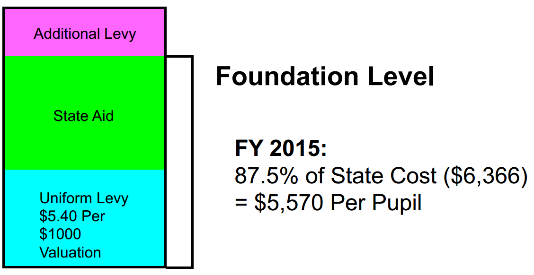 Additional Levy
State Aid
Uniform Levy
$5.40 Per
$1000
Valuation
Foundation Level
FY 2015:
87.5% of State Cost ($6,366)
= $5,570 Per Pupil